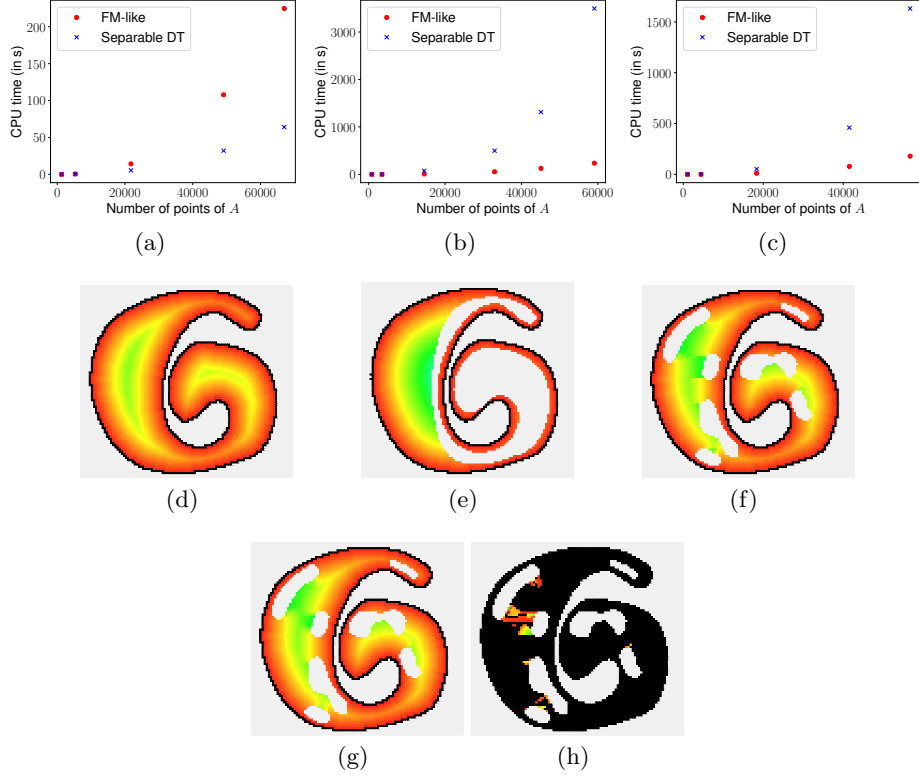 FM-like
Separable DT
CPU time (in s)
200
150
100
50
0
0 20000 40000 60000
Number of points of A
(a)
FM-like
Separable DT
CPU time (in s)
3000
2000
1000
0
0 20000 40000 60000
Number of points of A
(b)
FM-like
Separable DT
CPU time (in s)
1500
1000
500
0
0 20000 40000
Number of points of A
(c)
(d)
(e)
(f)
(g)
(h)